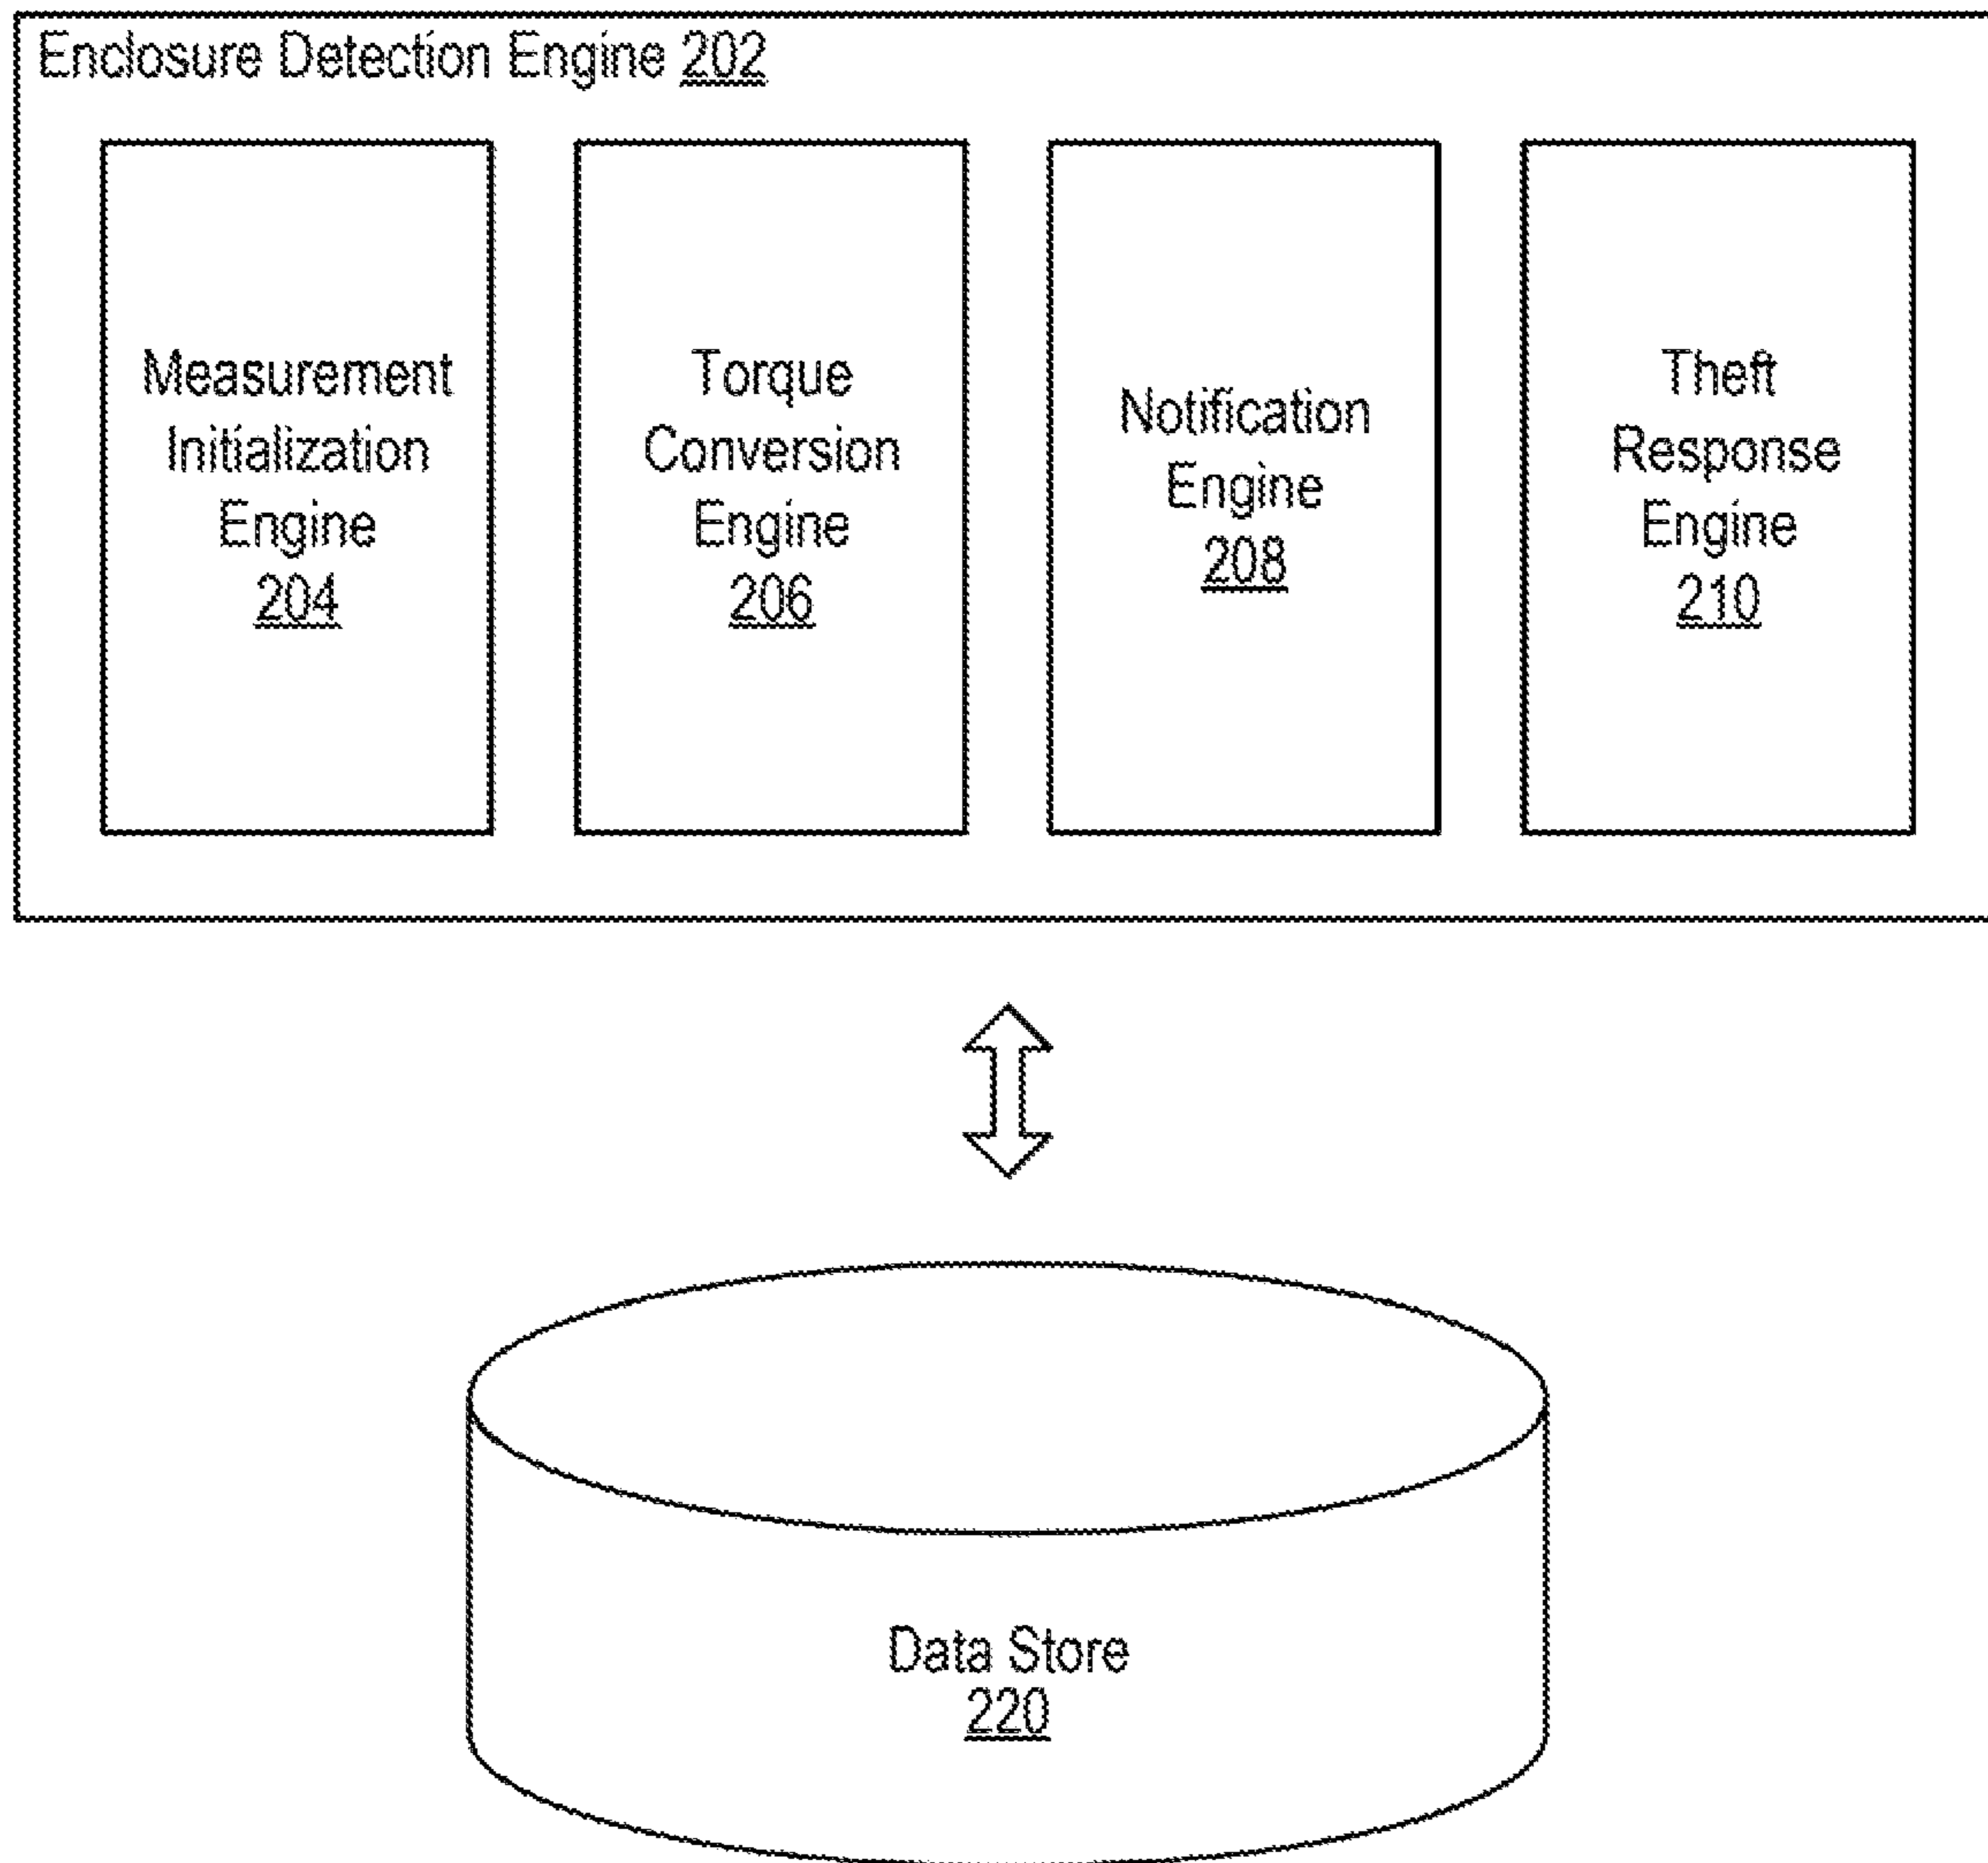 Enclosure Detection Engine 202
Measurement
Initialization
Engine
204
Torque
Conversion
Engine
206
Notification
Engine
208
Theft
Response
Engine
210
Data Store
220